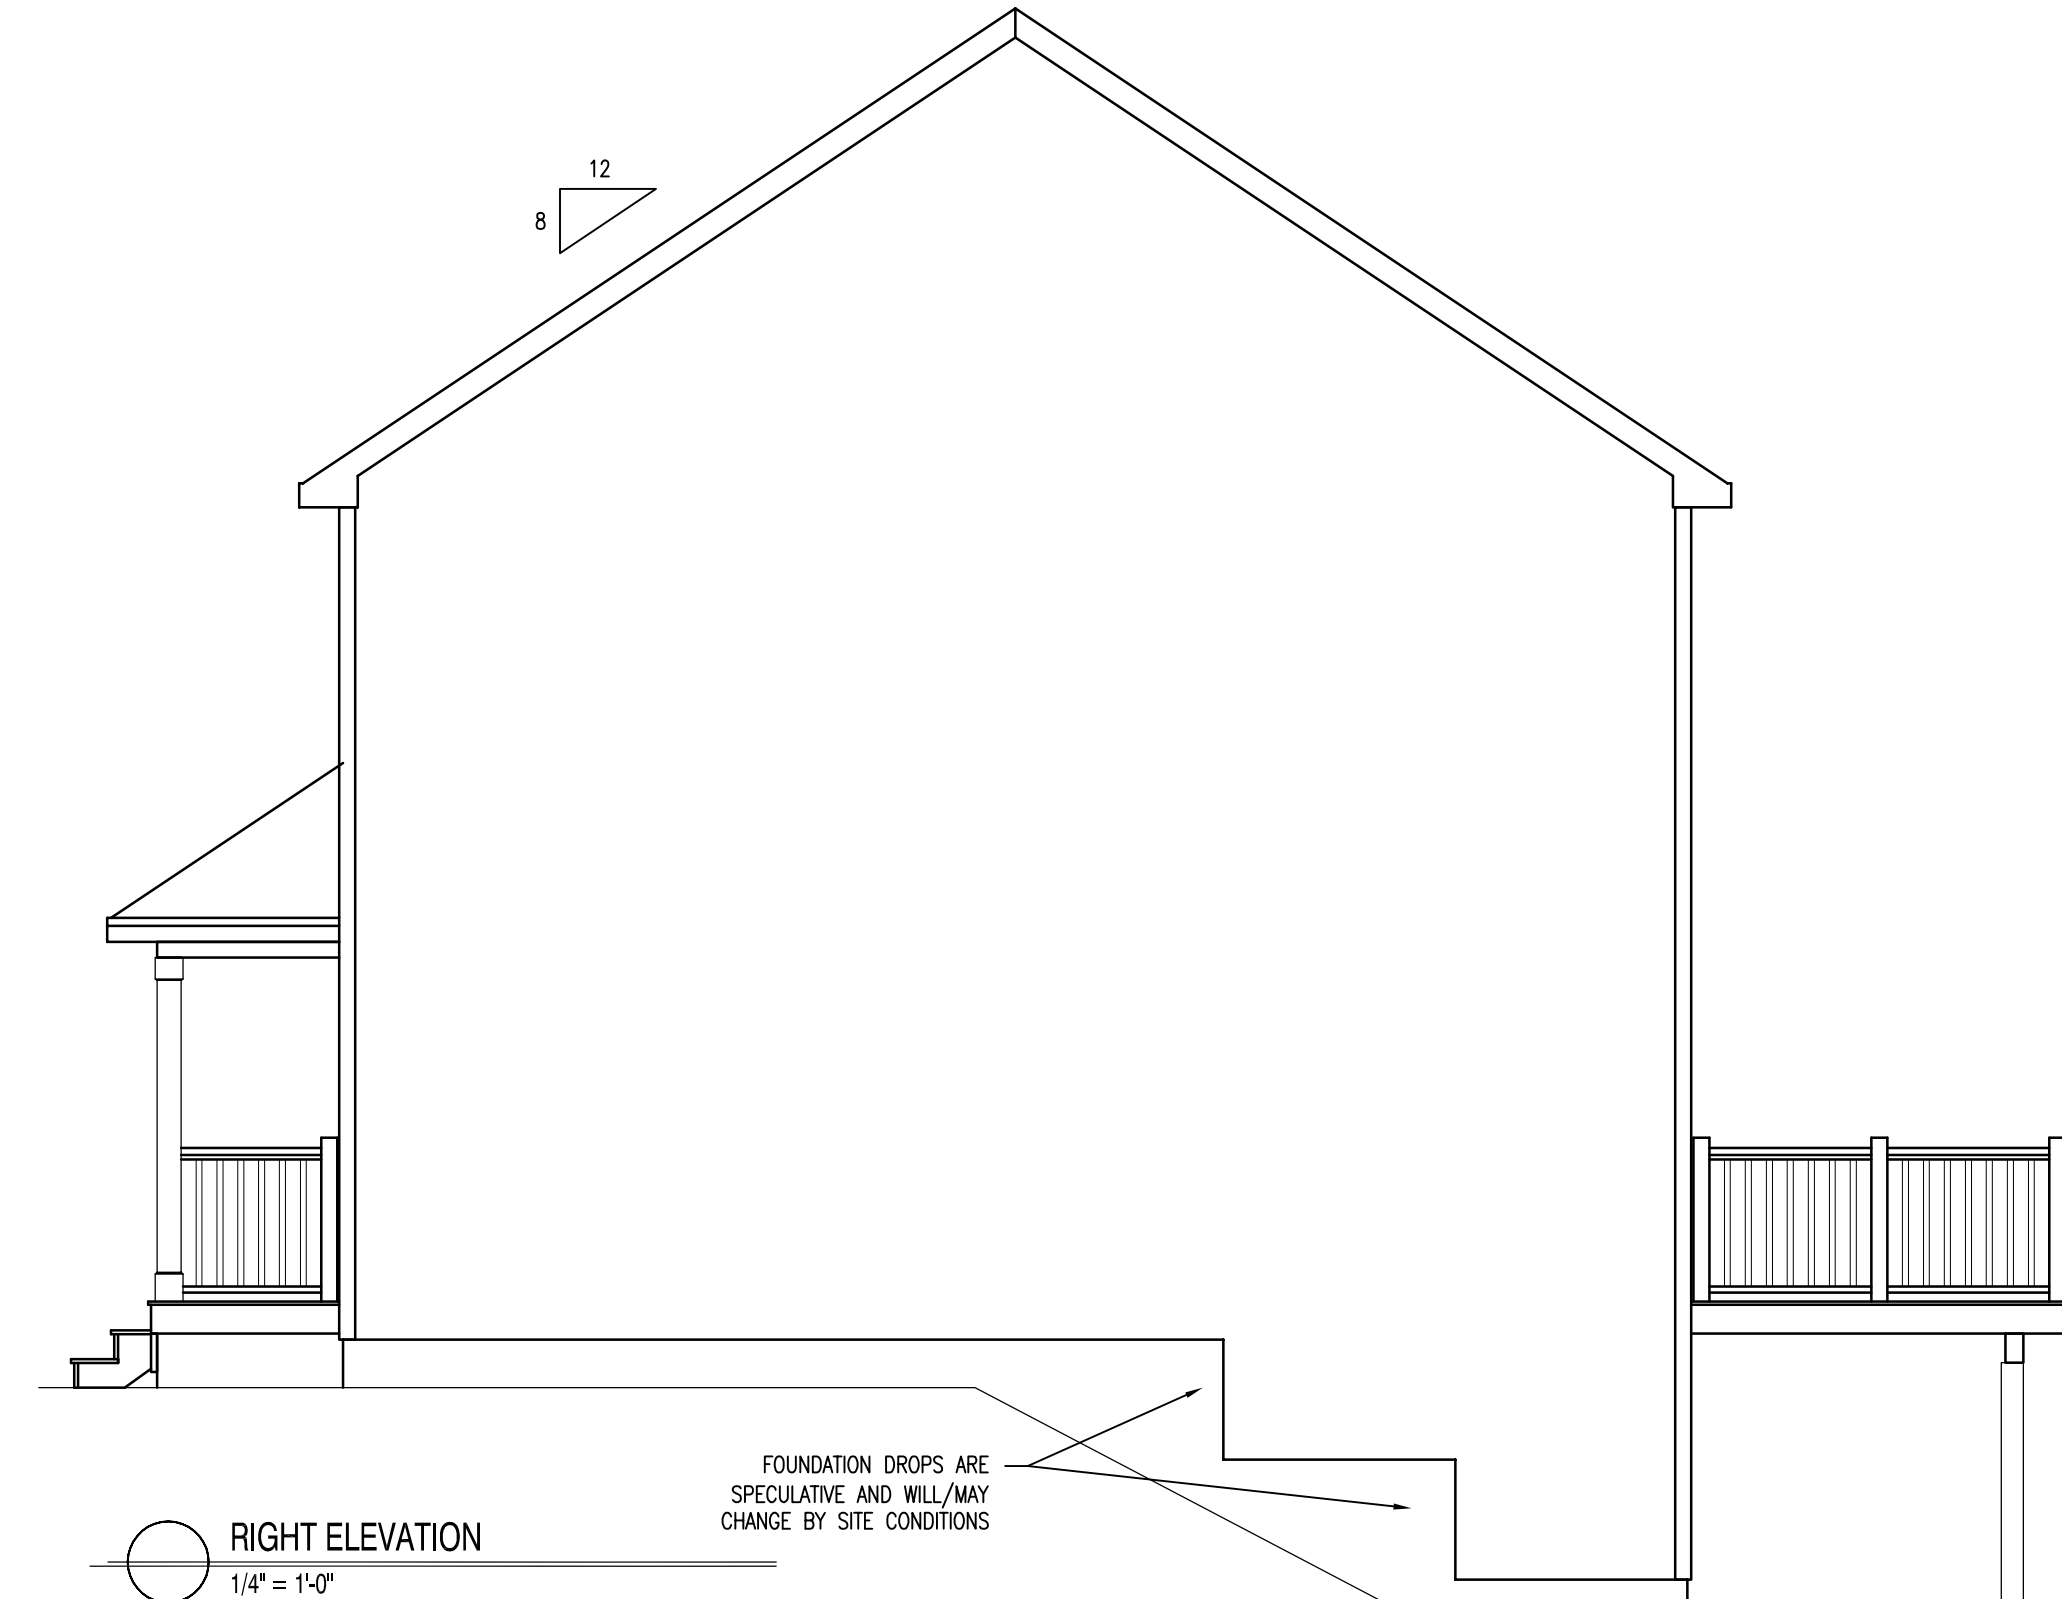 12
8
FOUNDATION DROPS ARE
SPECULATIVE AND WILL/MAY
CHANGE BY SITE CONDITIONS
RIGHT ELEVATION
1/4" = 1'-0"